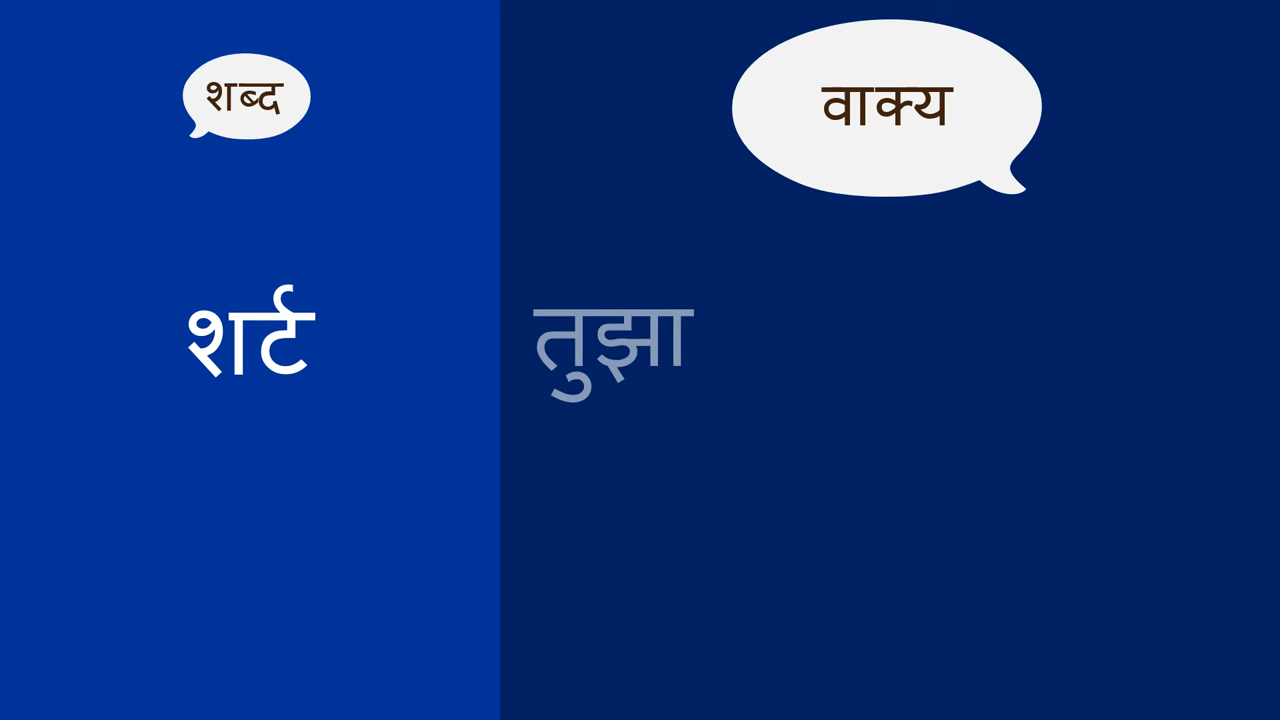 शब्द
वाक्य
शर्ट
तुझा